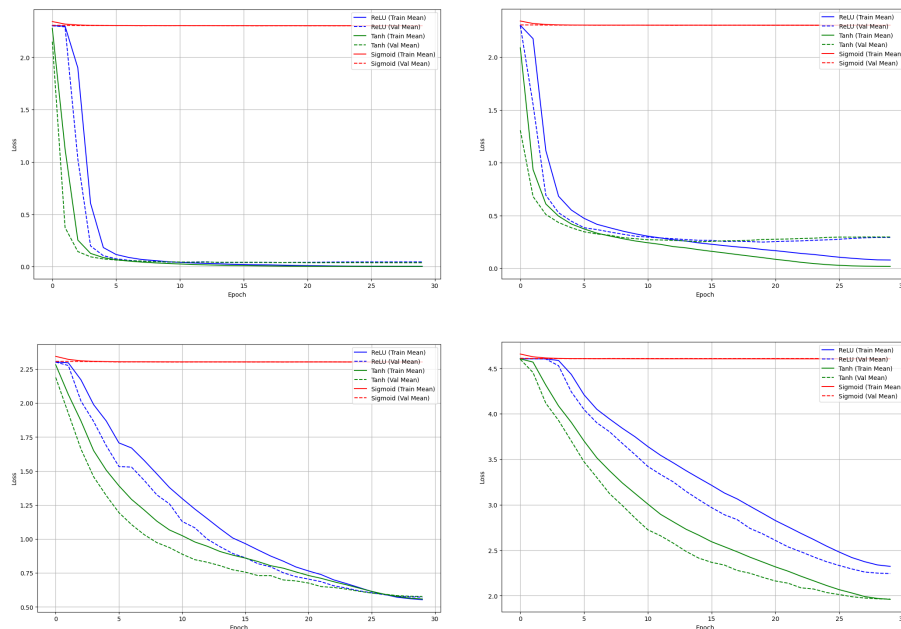 2.0
1.5
1.0
0.5
0.0
Loss
0 5 10 15 20 25 30
Epoch
ReLU (Train Mean)
ReLU (Val Mean)
Tanh (Train Mean)
Tanh (Val Mean)
Sigmoid (Train Mean)
Sigmoid (Val Mean)
2.0
1.5
1.0
0.5
0.0
Loss
0 5 10 15 20 25 3
Epoch
ReLU (Train Mean)
ReLU (Val Mean)
Tanh (Train Mean)
Tanh (Val Mean)
Sigmoid (Train Mean)
Sigmoid (Val Mean)
2.25
2.00
1.75
1.50
1.25
1.00
0.75
0.50
Loss
0 5 10 15 20 25 30
Epoch
ReLU (Train Mean)
ReLU (Val Mean)
Tanh (Train Mean)
Tanh (Val Mean)
Sigmoid (Train Mean)
Sigmoid (Val Mean)
4.5
4.0
3.5
3.0
2.5
2.0
Loss
0 5 10 15 20 25 3
Epoch
ReLU (Train Mean)
ReLU (Val Mean)
Tanh (Train Mean)
Tanh (Val Mean)
Sigmoid (Train Mean)
Sigmoid (Val Mean)